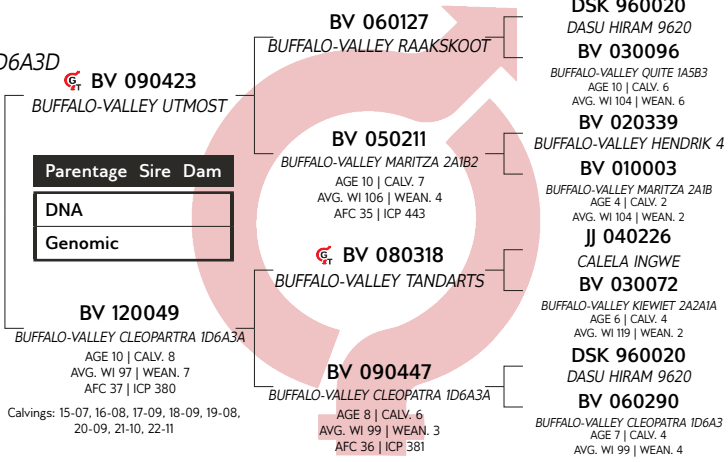 D6A3D
GT BV 090423
BUFFALO-VALLEY UTMOST
Parentage Sire Dam
DNA
Genomic
BV 120049
BUFFALO-VALLEY CLEOPARTRA 1D6A3A
AGE 10 | CALV. 8
AVG. WI 97 | WEAN. 7
AFC 37 | ICP 380
Calvings: 15-07, 16-08, 17-09, 18-09, 19-08,
20-09, 21-10, 22-11
BV 060127
BUFFALO-VALLEY RAAKSKOOT
BV 050211
BUFFALO-VALLEY MARITZA 2A1B2
AGE 10 | CALV. 7
AVG. WI 106 | WEAN. 4
AFC 35 | ICP 443
GT BV 080318
BUFFALO-VALLEY TANDARTS
BV 090447
BUFFALO-VALLEY CLEOPATRA 1D6A3A
AGE 8 | CALV. 6
AVG. WI 99 | WEAN. 3
AFC 36 | ICP 381
DSK 960020
DASU HIRAM 9620
BV 030096
BUFFALO-VALLEY QUITE 1A5B3
AGE 10 | CALV. 6
AVG. WI 104 | WEAN. 6
BV 020339
BUFFALO-VALLEY HENDRIK 4
BV 010003
BUFFALO-VALLEY MARITZA 2A1B
AGE 4 | CALV. 2
AVG. WI 104 | WEAN. 2
JJ 040226
CALELA INGWE
BV 030072
BUFFALO-VALLEY KIEWIET 2A2A1A
AGE 6 | CALV. 4
AVG. WI 119 | WEAN. 2
DSK 960020
DASU HIRAM 9620
BV 060290
BUFFALO-VALLEY CLEOPATRA 1D6A3
AGE 7 | CALV. 4
AVG. WI 99 | WEAN. 4